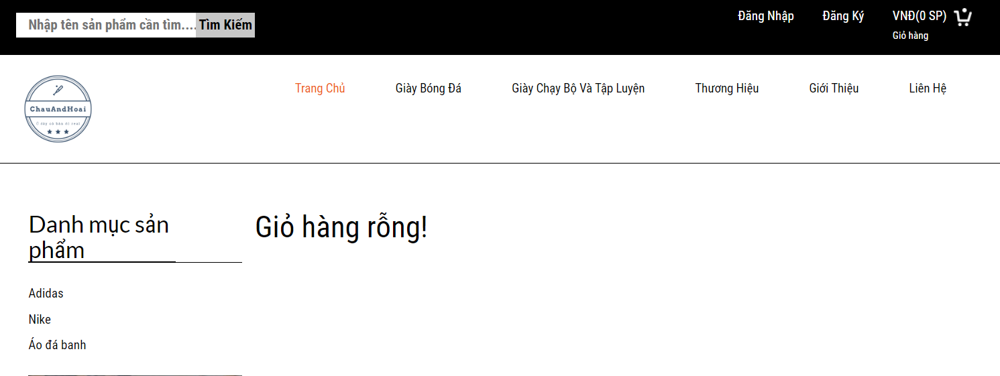 Nhập tên sản phẩm cần tìm....
Tìm Kiếm
Đăng Nhập
Đăng Ký
VNĐ(0 SP)
Giỏ hàng
ChauAndHoai
Trang Chủ
Giày Bóng Đá
Giày Chạy Bộ Và Tập Luyện
Thương Hiệu
Giới Thiệu
Liên Hệ
Danh mục sản
phẩm
Adidas
Nike
Áo đá banh
Giỏ hàng rỗng!